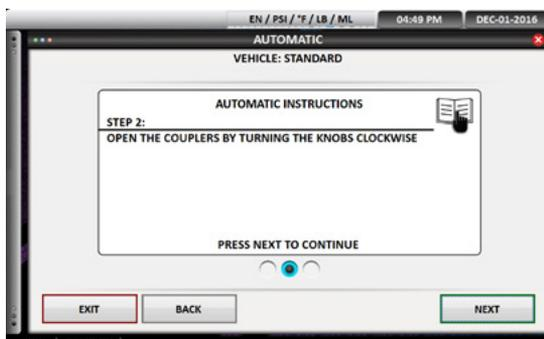 EN / PSI / °F / LB / ML 04:49 PM DEC-01-2016
AUTOMATIC
VEHICLE: STANDARD
AUTOMATIC INSTRUCTIONS
STEP 2:
OPEN THE COUPLERS BY TURNING THE KNOBS CLOCKWISE
PRESS NEXT TO CONTINUE
EXIT BACK NEXT